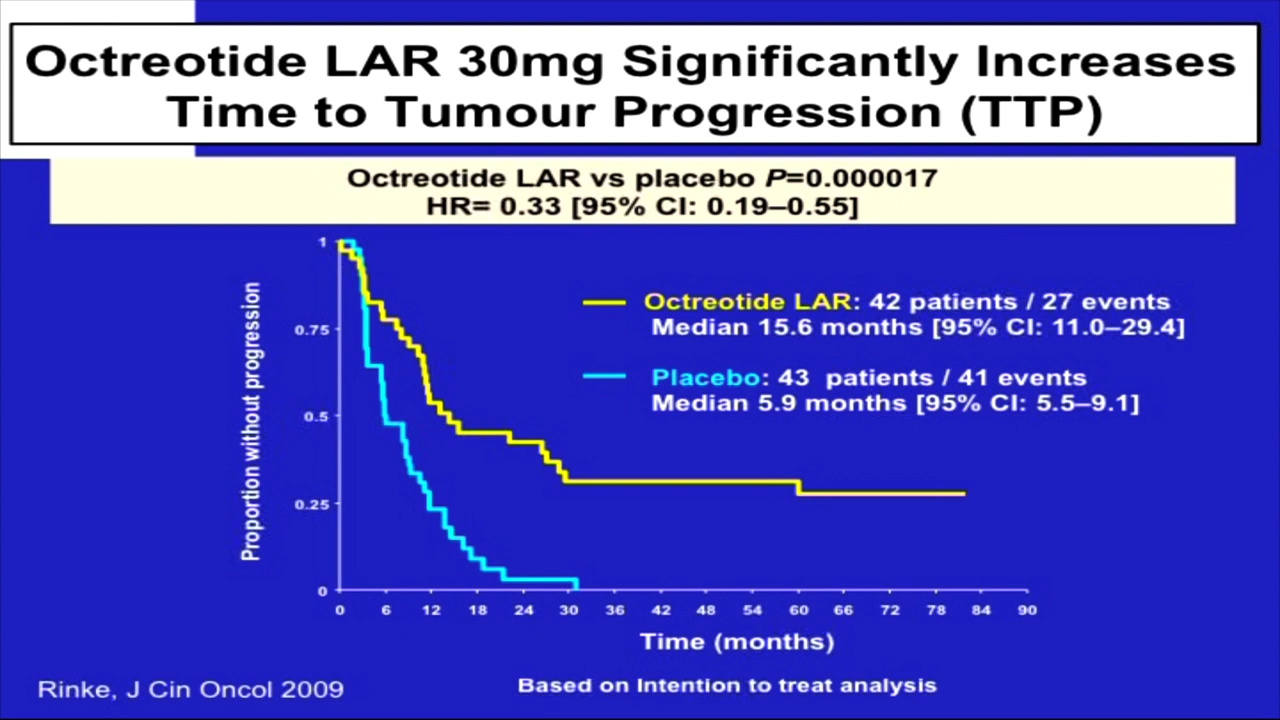 Octreotide LAR 30mg Significantly Increases
Time to Tumour Progression (TTP)
Octreotide LAR vs placebo P=0.000017
HR= 0.33 [95% CI: 0.19–0.55]
Proportion without progression
1
0.75
0.5
0.25
0
Octreotide LAR: 42 patients / 27 events
Median 15.6 months [95% CI: 11.0–29.4]
Placebo: 43 patients / 41 events
Median 5.9 months [95% CI: 5.5–9.1]
0 6 12 18 24 30 36 42 48 54 60 66 72 78 84 90
Time (months)
Rinke, J Cin Oncol 2009
Based on Intention to treat analysis